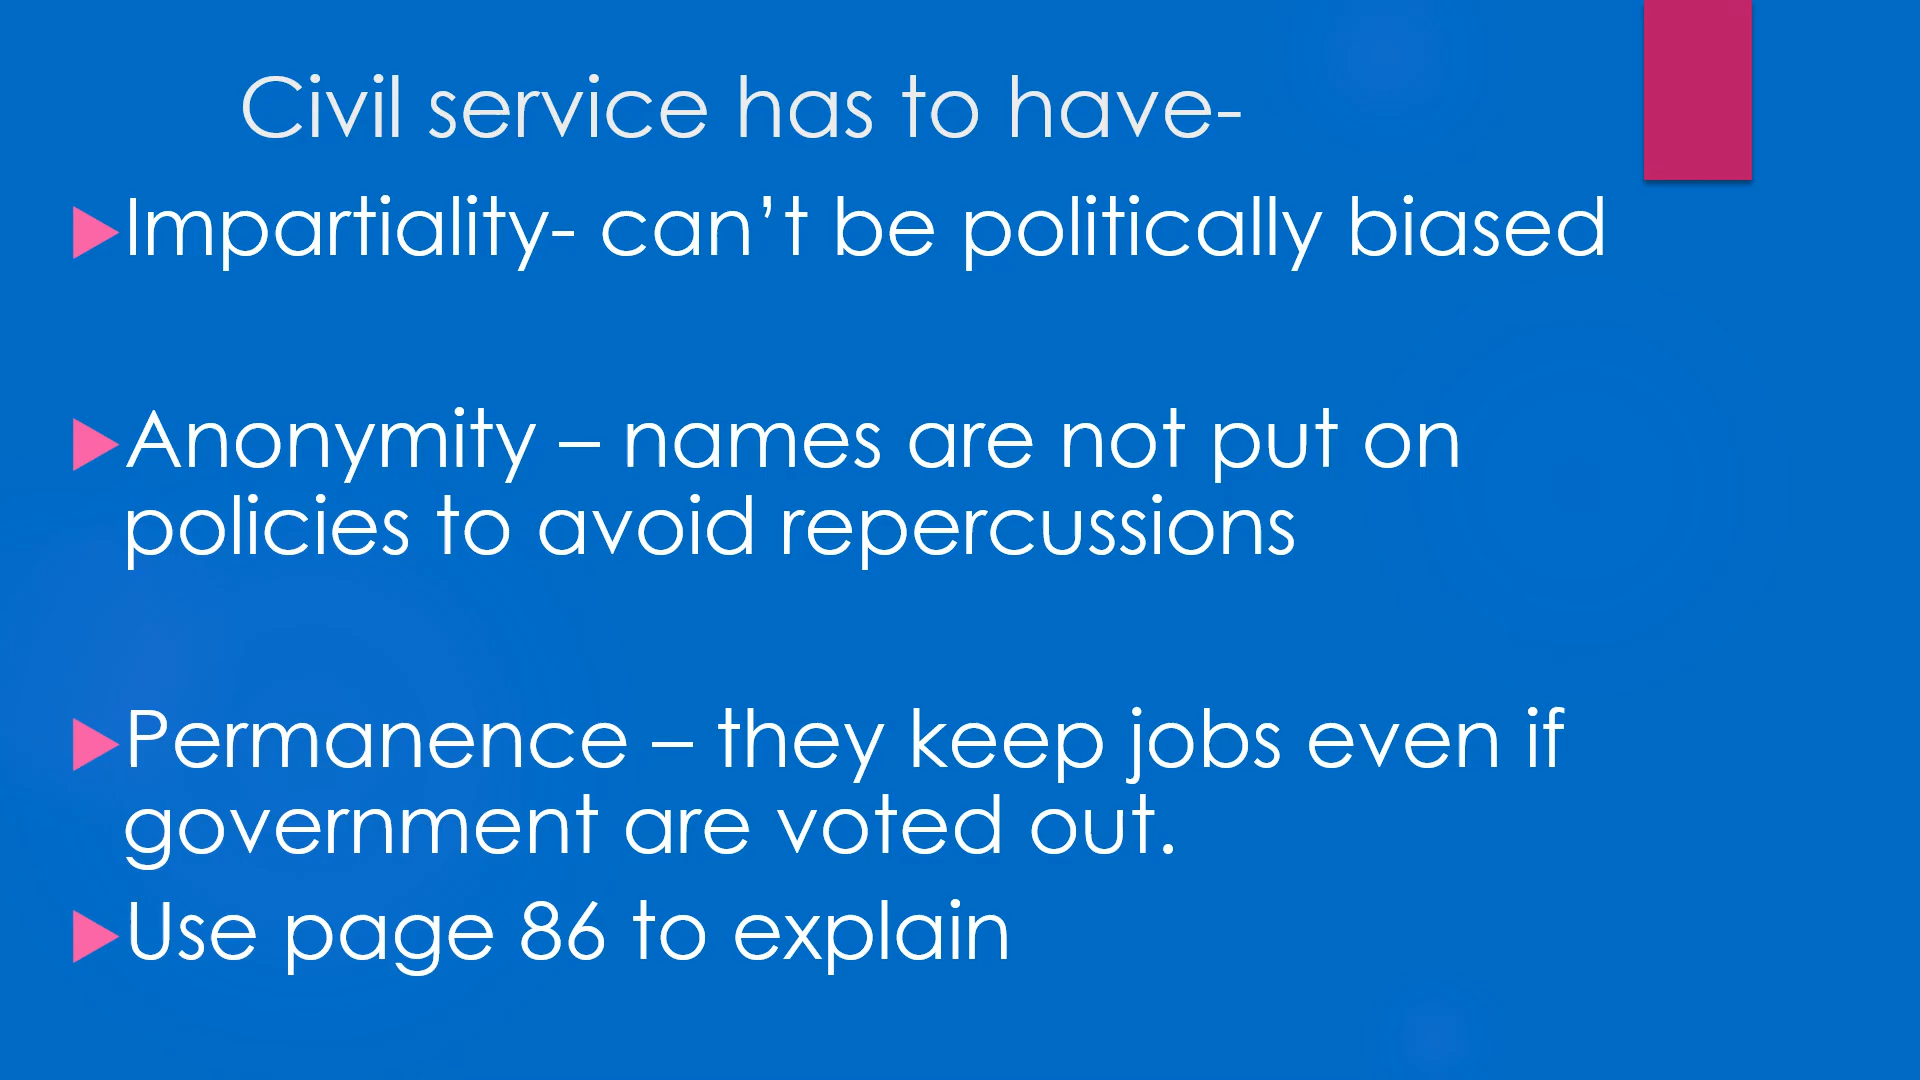 Civil service has to have-
Impartiality- can’t be politically biased
Anonymity – names are not put on
policies to avoid repercussions
Permanence – they keep jobs even if
government are voted out.
Use page 86 to explain